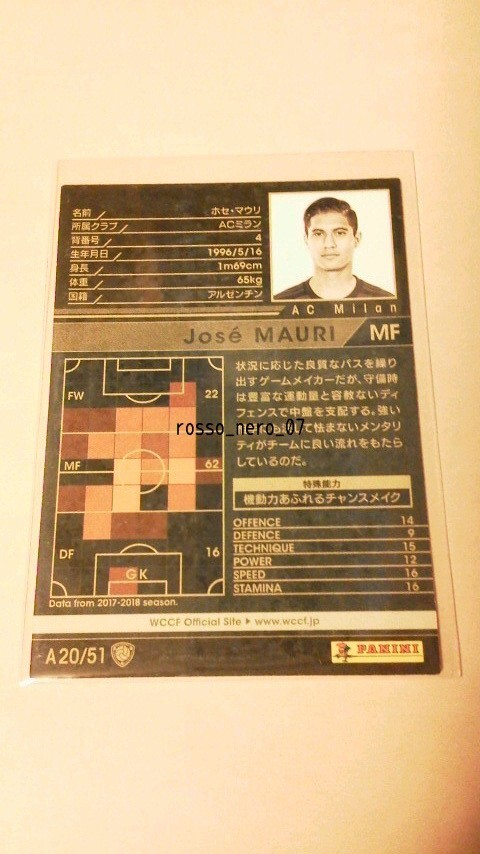 名前 ホセ・マウリ
所属クラブ ACミラン
背番号 4
生年月日 1996/5/16
身長 1m69cm
体重 65kg
国籍 アルゼンチン
AC Milan
José MAURI MF
FW 22
MF 62
DF 16
GK
Data from 2017-2018 season.
状況に応じた良質なパスを繰り
出すゲームメイカーだが、守備時
は豊富な運動量と容赦ないディ
フェンスで中盤を支配する。強い
て怯まないメンタリ
ティがチームに良い流れをもたら
しているのだ。
rosso_nero_07
特殊能力
機動力あふれるチャンスメイク
OFFENCE 14
DEFENCE 9
TECHNIQUE 15
POWER 12
SPEED 16
STAMINA 16
WCCF Official Site ▶ www.wccf.jp
A20/51
PANINI